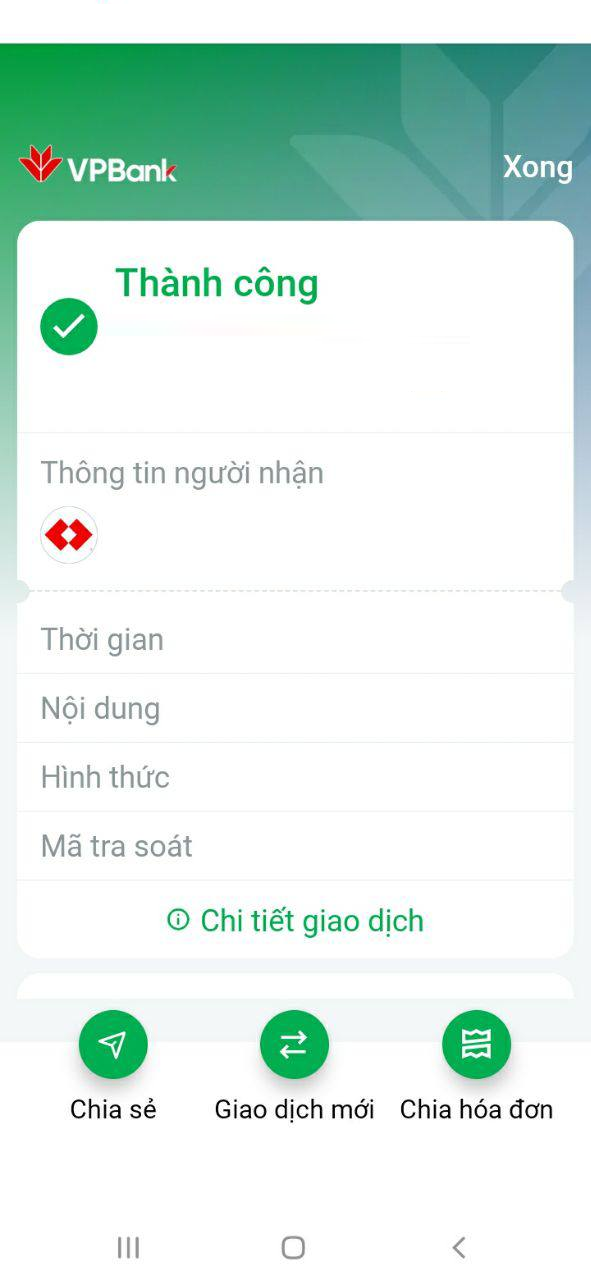 VPBank
Xong
Thành công
Thông tin người nhận
Thời gian
Nội dung
Hình thức
Mã tra soát
Chi tiết giao dịch
Chia sẻ
Giao dịch mới
Chia hóa đơn